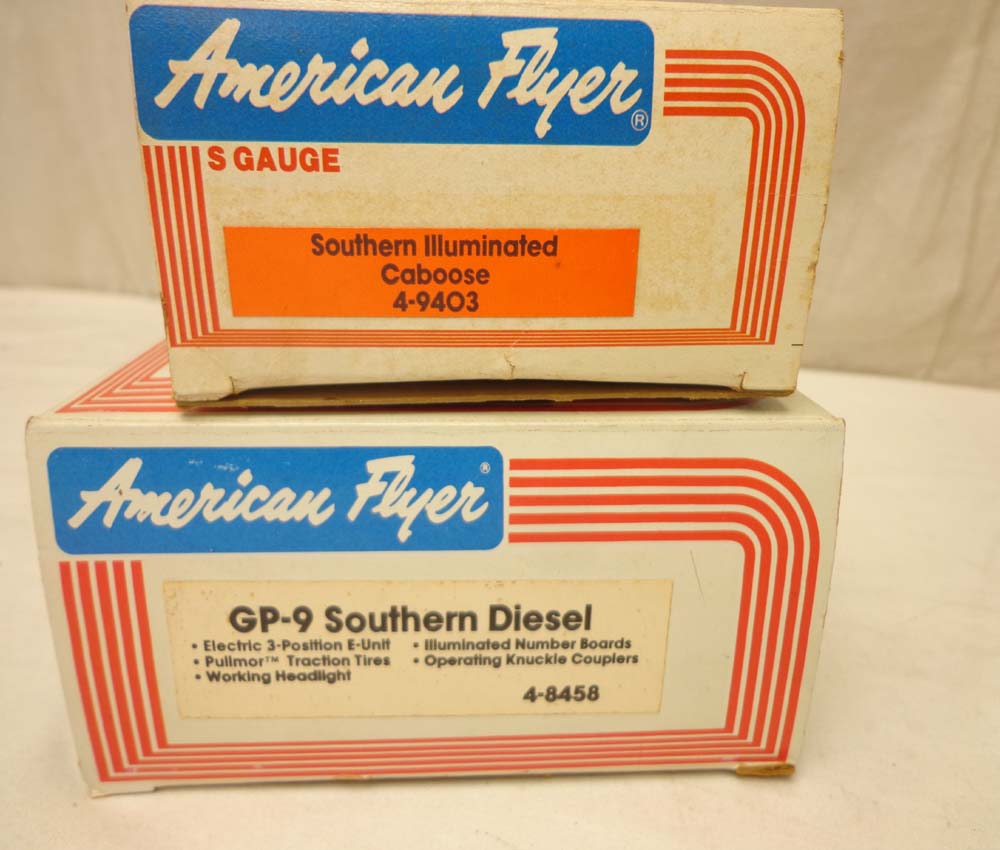 American Flyer®
S GAUGE
Southern Illuminated
Caboose
4-9403
American Flyer®
GP-9 Southern Diesel
• Electric 3-Position E-Unit • Illuminated Number Boards
• Pullmor™ Traction Tires • Operating Knuckle Couplers
• Working Headlight
4-8458